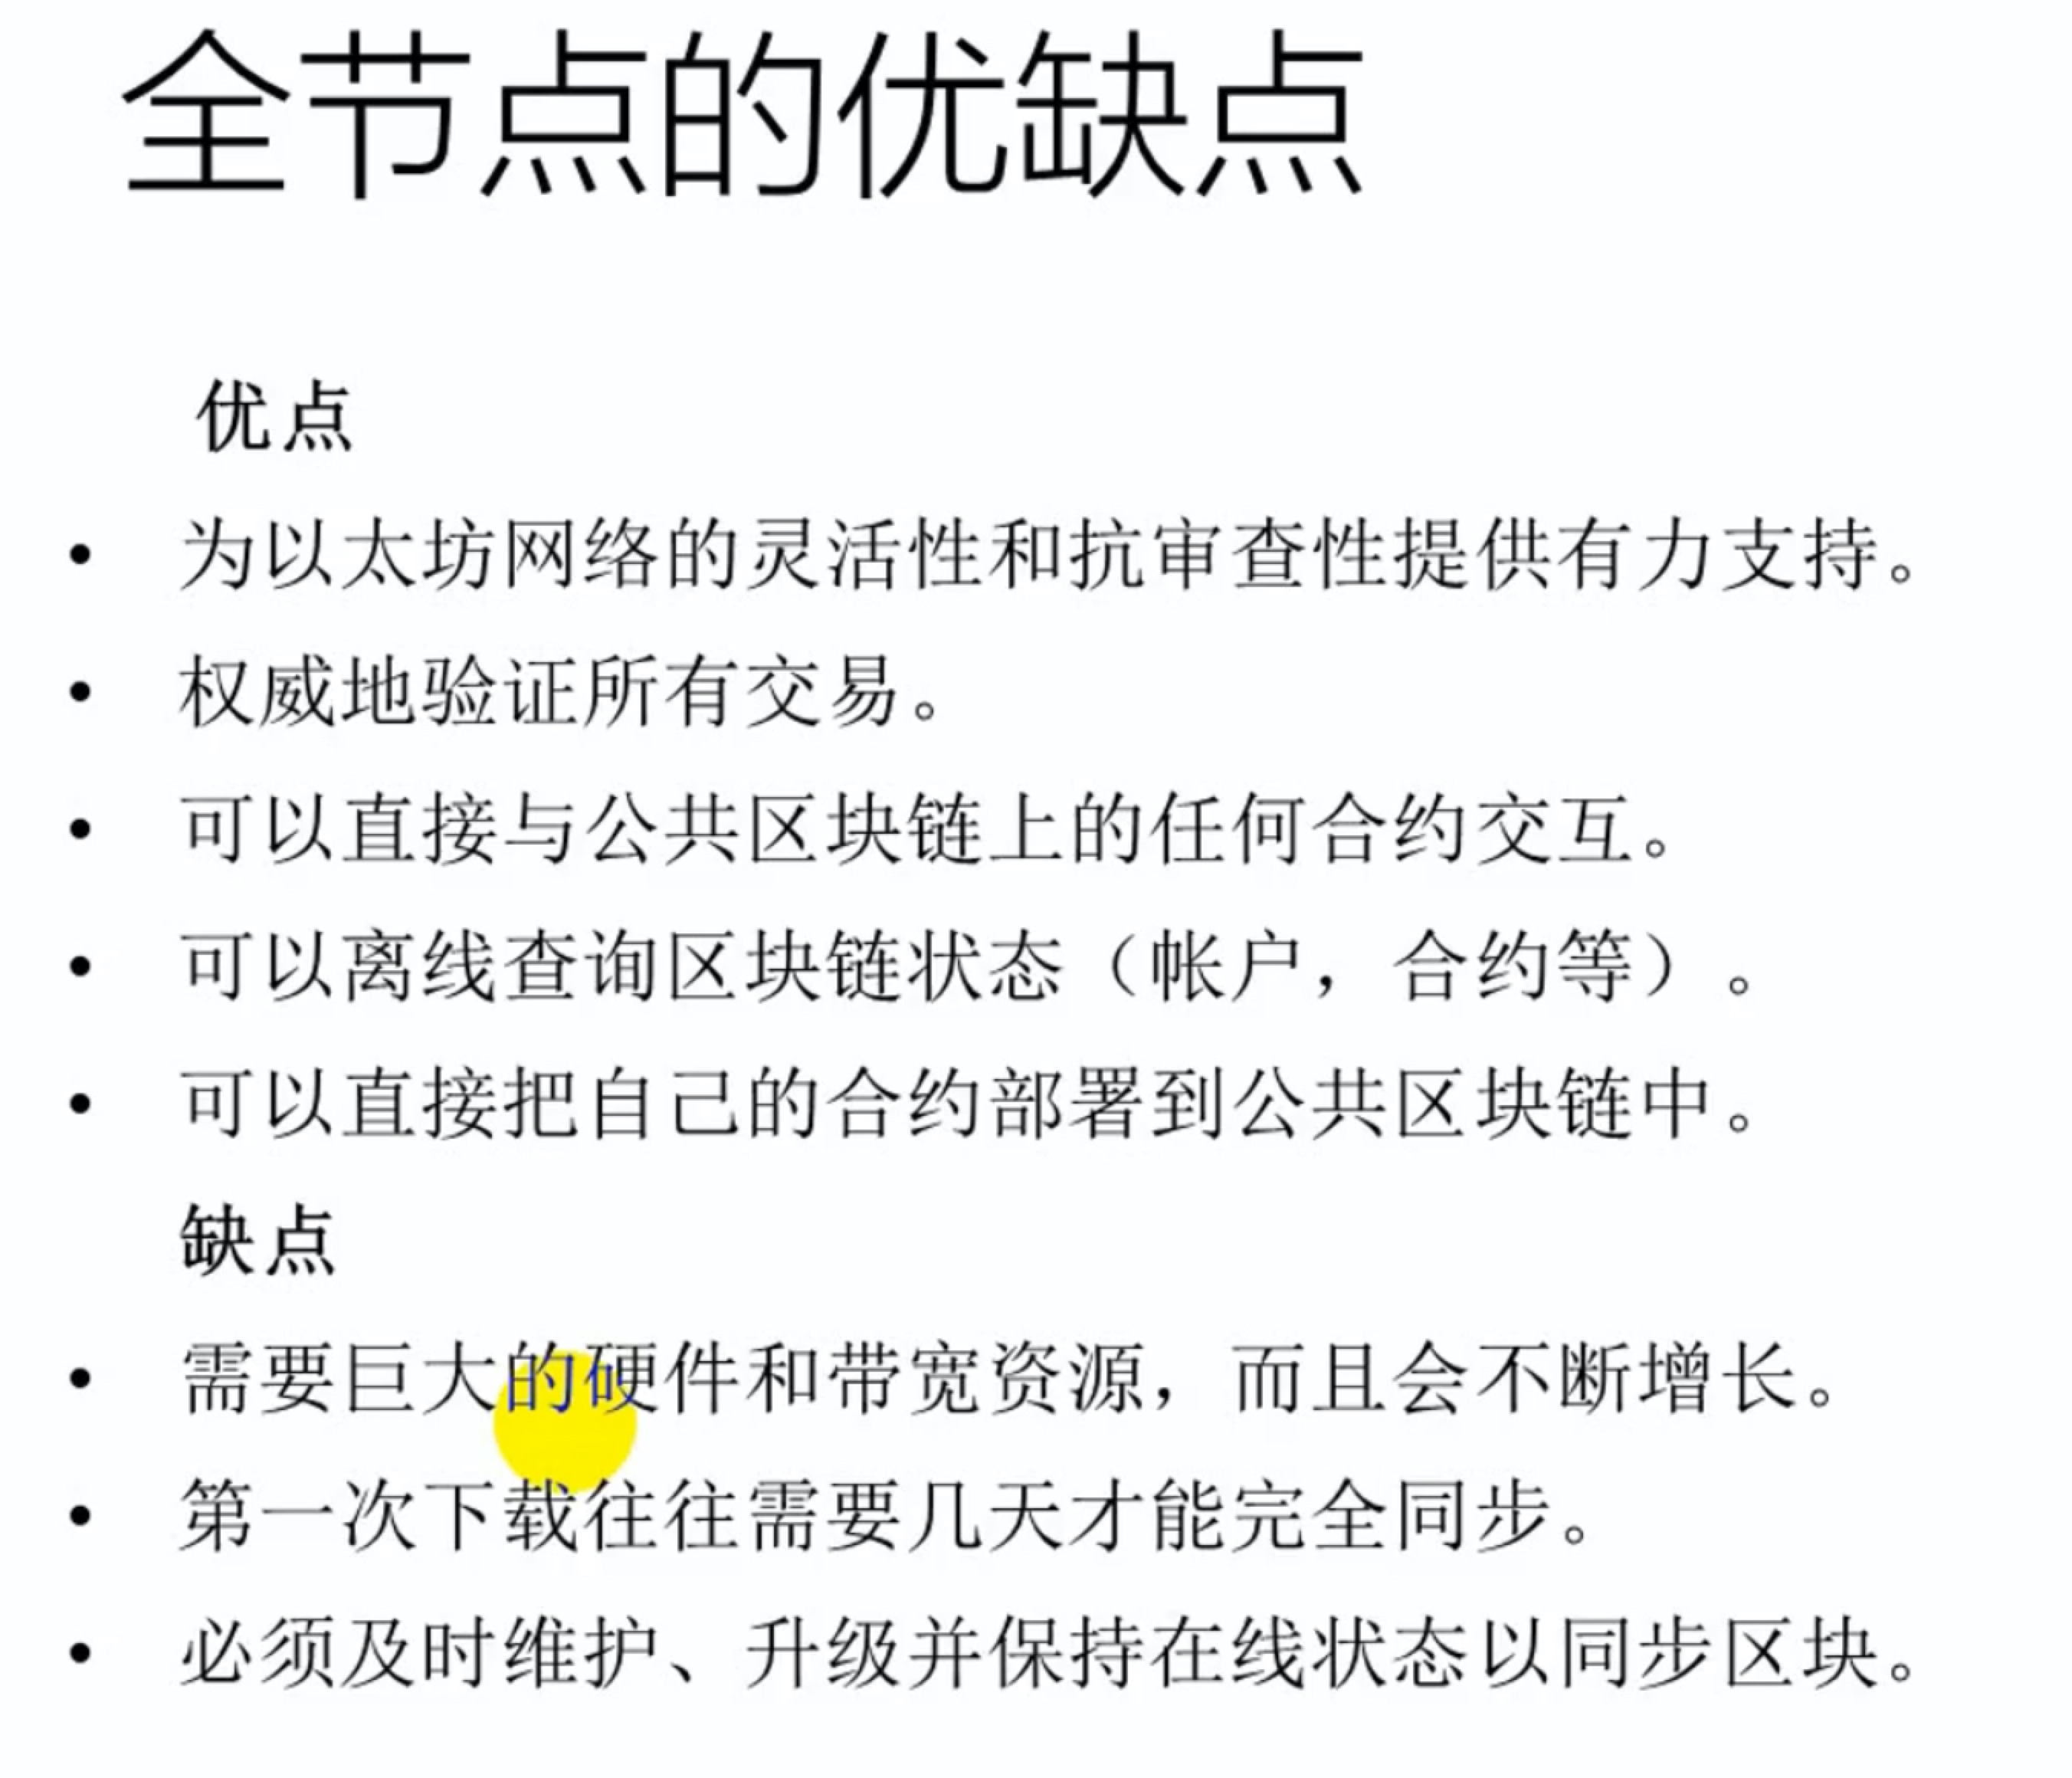 全节点的优缺点
优点
• 为以太坊网络的灵活性和抗审查性提供有力支持。
• 权威地验证所有交易。
• 可以直接与公共区块链上的任何合约交互。
• 可以离线查询区块链状态（帐户，合约等）。
• 可以直接把自己的合约部署到公共区块链中。
缺点
• 需要巨大的硬件和带宽资源，而且会不断增长。
• 第一次下载往往需要几天才能完全同步。
• 必须及时维护、升级并保持在线状态以同步区块。